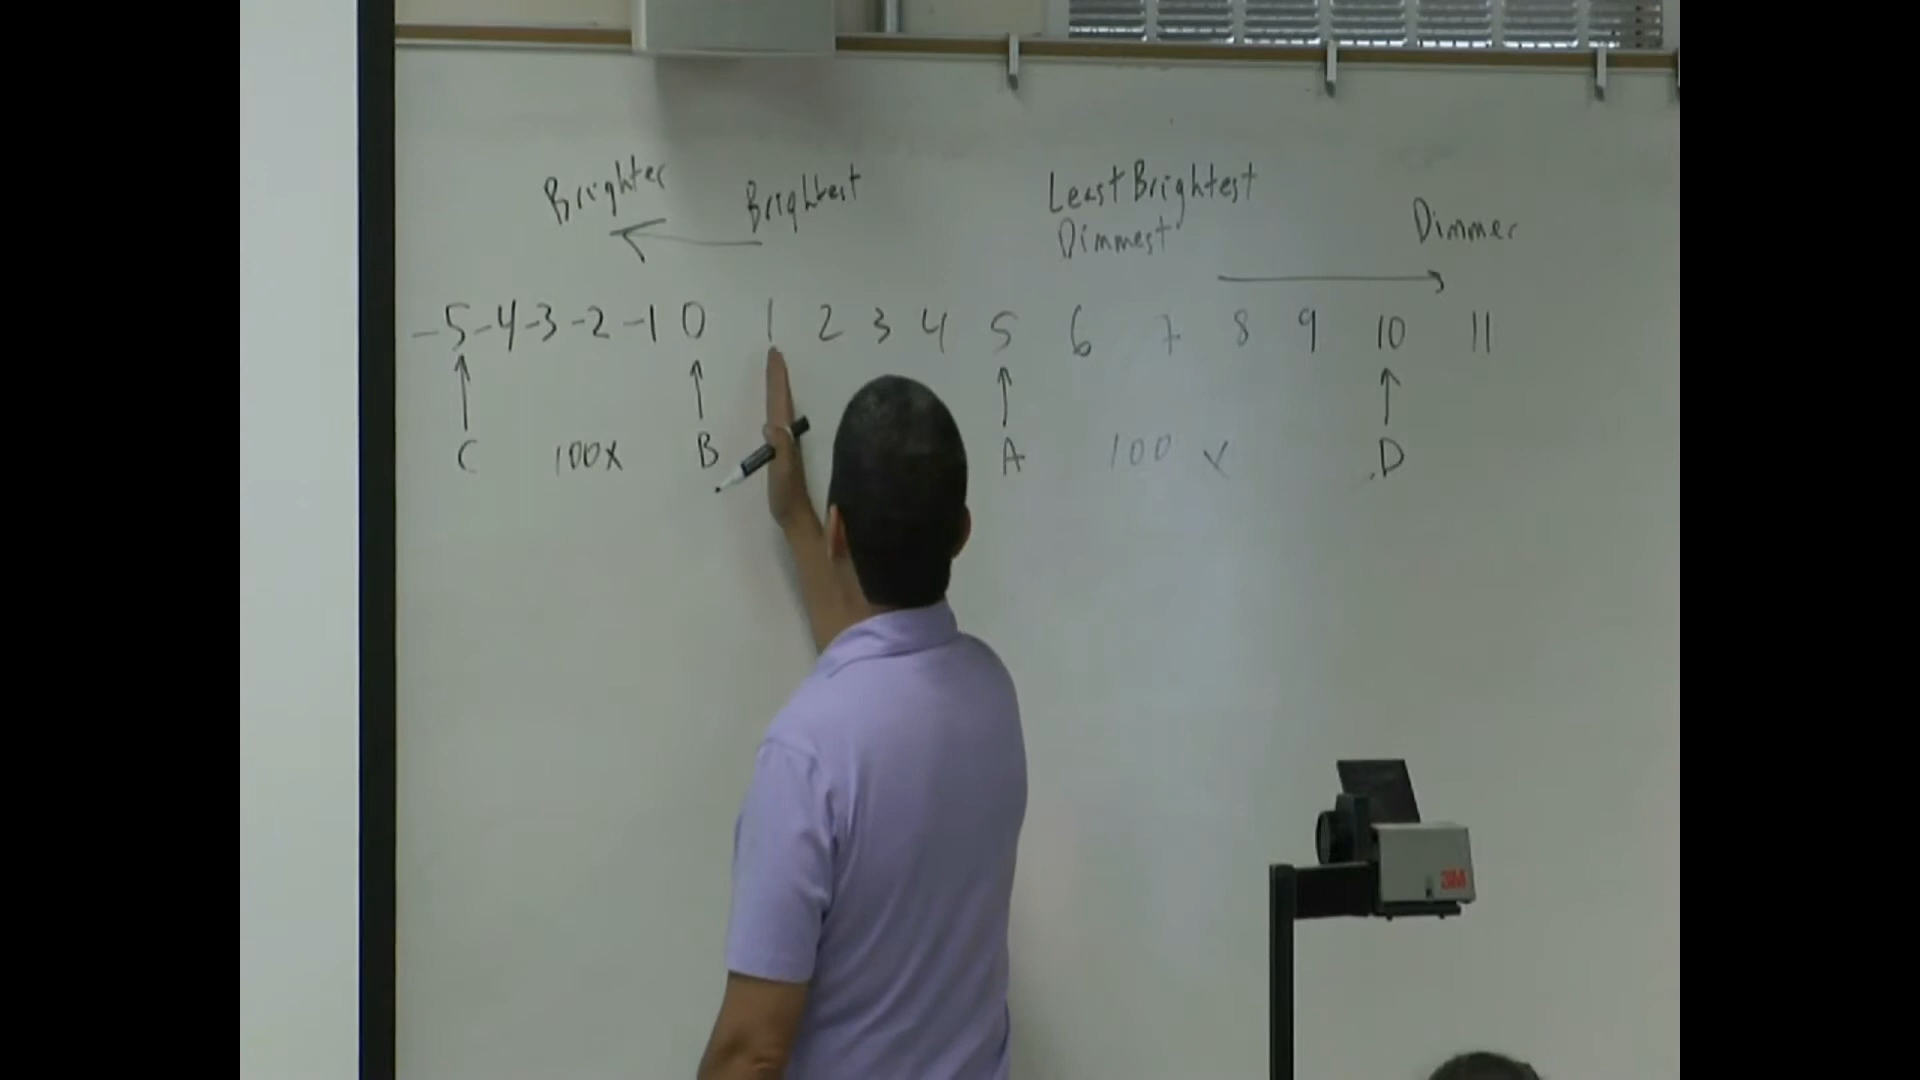 Brighter Brightest Least Brightest Dimmer
Dimmest
-5 -4 -3 -2 -1 0 1 2 3 4 5 6 7 8 9 10 11
C 100x B A 100 x D
3M